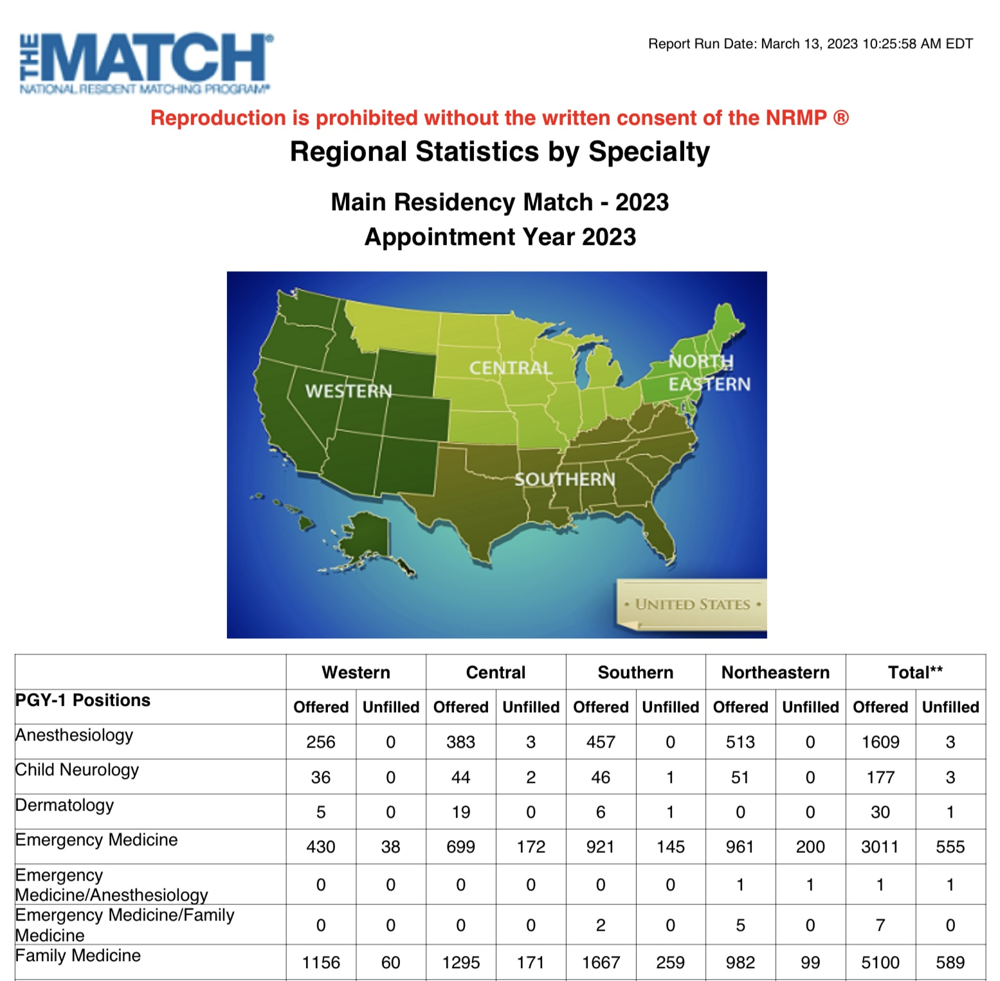 THE MATCH®
NATIONAL RESIDENT MATCHING PROGRAM®
Report Run Date: March 13, 2023 10:25:58 AM EDT
Reproduction is prohibited without the written consent of the NRMP ®
Regional Statistics by Specialty
Main Residency Match - 2023
Appointment Year 2023
WESTERN
CENTRAL
NORTH
EASTERN
SOUTHERN
UNITED STATES
Western Central Southern Northeastern Total**
PGY-1 Positions Offered Unfilled Offered Unfilled Offered Unfilled Offered Unfilled Offered Unfilled
Anesthesiology 256 0 383 3 457 0 513 0 1609 3
Child Neurology 36 0 44 2 46 1 51 0 177 3
Dermatology 5 0 19 0 6 1 0 0 30 1
Emergency Medicine 430 38 699 172 921 145 961 200 3011 555
Emergency
Medicine/Anesthesiology 0 0 0 0 0 0 1 1 1 1
Emergency Medicine/Family
Medicine 0 0 0 0 2 0 5 0 7 0
Family Medicine 1156 60 1295 171 1667 259 982 99 5100 589